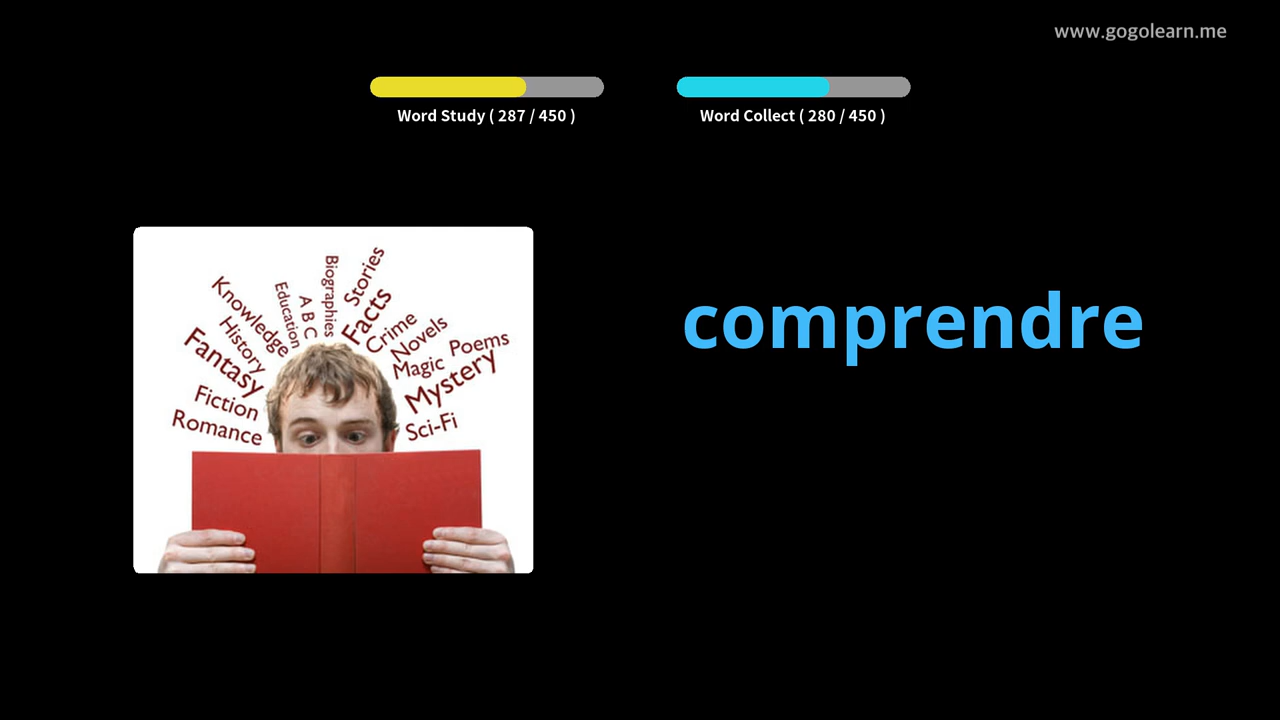 www.gogolearn.me
Word Study ( 287 / 450 )
Word Collect ( 280 / 450 )
Knowledge
History
Fantasy
Fiction
Romance
Education
A B C
Biographies
Stories
Facts
Crime
Novels
Magic
Poems
Mystery
Sci-Fi
comprendre